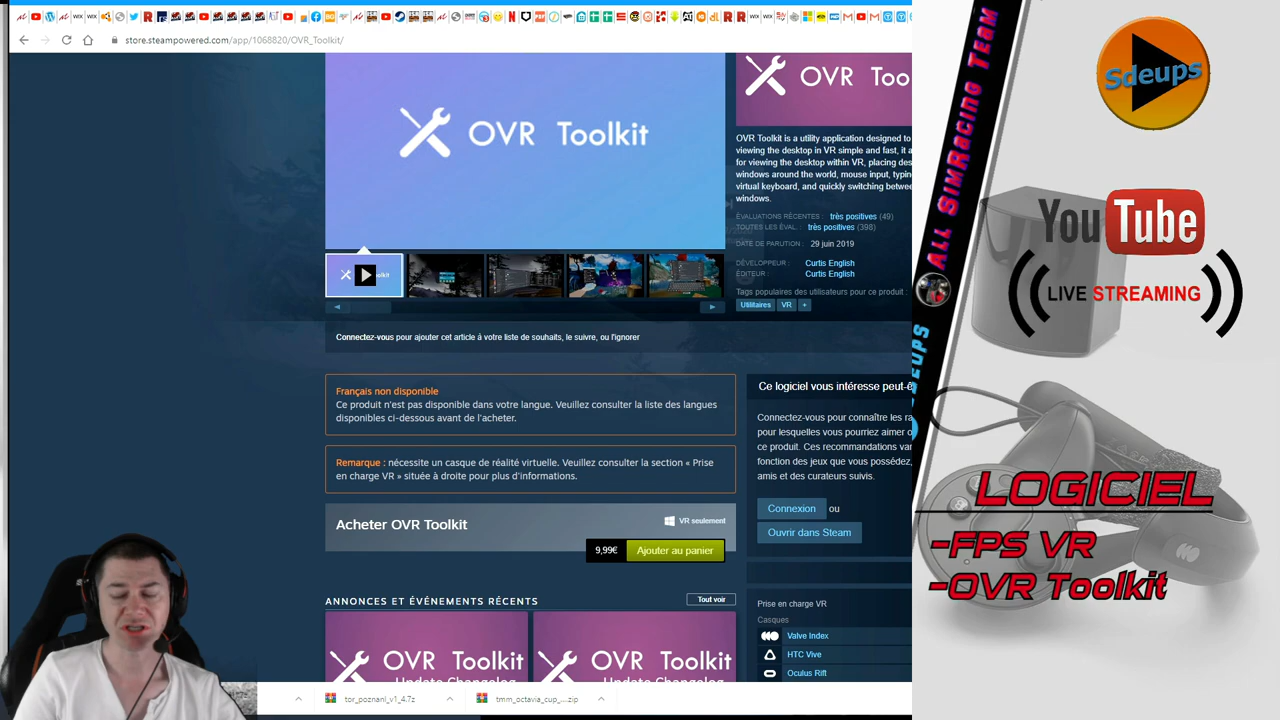 store.steampowered.com/app/1068820/OVR_Toolkit/
OVR Toolkit
OVR Too
OVR Toolkit is a utility application designed to
viewing the desktop in VR simple and fast, it a
for viewing the desktop within VR, placing des
windows around the world, mouse input, typin
virtual keyboard, and quickly switching betwee
windows.
ÉVALUATIONS RÉCENTES : très positives (49)
TOUTES LES ÉVAL. : très positives (398)
DATE DE PARUTION : 29 juin 2019
DÉVELOPPEUR : Curtis English
ÉDITEUR : Curtis English
Tags populaires des utilisateurs pour ce produit :
Utilitaires VR +
Connectez-vous pour ajouter cet article à votre liste de souhaits, le suivre, ou l'ignorer
Français non disponible
Ce produit n'est pas disponible dans votre langue. Veuillez consulter la liste des langues
disponibles ci-dessous avant de l'acheter.
Remarque : nécessite un casque de réalité virtuelle. Veuillez consulter la section « Prise
en charge VR » située à droite pour plus d'informations.
Acheter OVR Toolkit
VR seulement
9,99€ Ajouter au panier
ANNONCES ET ÉVÉNEMENTS RÉCENTS
Tout voir
OVR Toolkit
Update Changelog
OVR Toolkit
Update Changelog
Ce logiciel vous intéresse peut-ê
Connectez-vous pour connaître les ra
pour lesquelles vous pourriez aimer o
ce produit. Ces recommandations var
fonction des jeux que vous possédez,
amis et des curateurs suivis.
Connexion ou
Ouvrir dans Steam
Prise en charge VR
Casques
Valve Index
HTC Vive
Oculus Rift
tor_poznanl_v1_4.7z
tmm_octavia_cup_....zip
ALL SIMRACING TEAM
SDEUPS
Sdeups
YouTube
LIVE STREAMING
LOGICIEL
-FPS VR
-OVR Toolkit